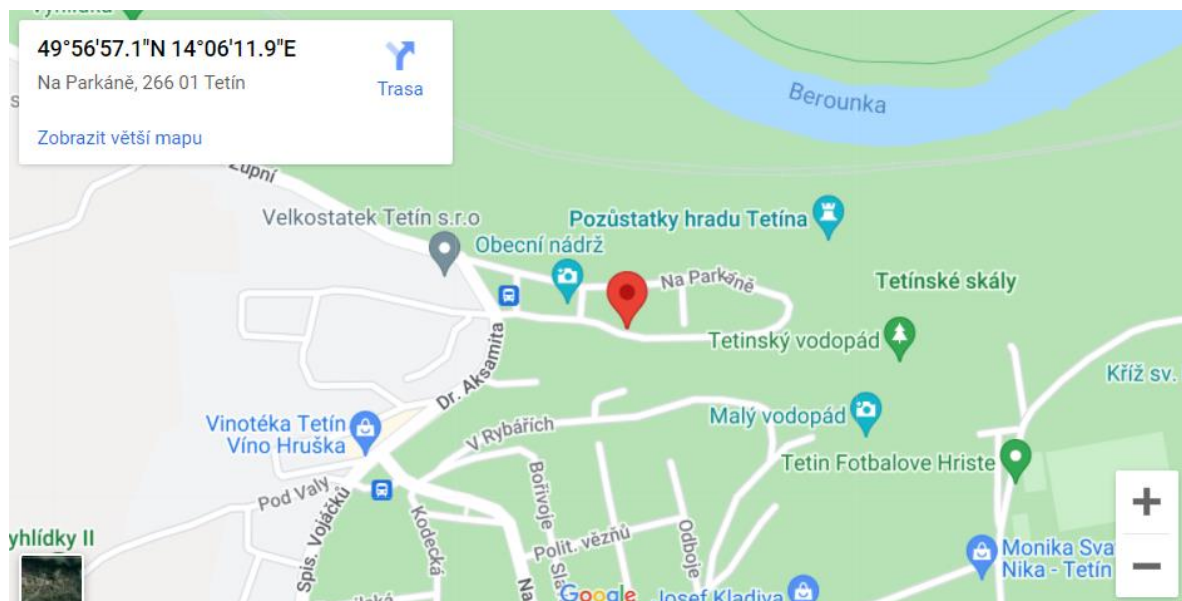 Vyhlídka
49°56'57.1"N 14°06'11.9"E
Na Parkáně, 266 01 Tetín
Trasa
Zobrazit větší mapu
Berounka
Župní
Velkostatek Tetín s.r.o
Pozůstatky hradu Tetína
Obecní nádrž
Na Parkáně
Tetínské skály
Tetinský vodopád
Dr. Aksamita
Kříž sv.
Malý vodopád
Vinotéka Tetín
Víno Hruška
V Rybářích
Tetin Fotbalove Hriste
Pod Valy
Bořivoje
Spis. Vojáčků
Kodecká
Polit. vězňů
Odboje
yhlídky II
Monika Sva
Nika - Tetín
Sla
Na
Google
Josef Kladiva